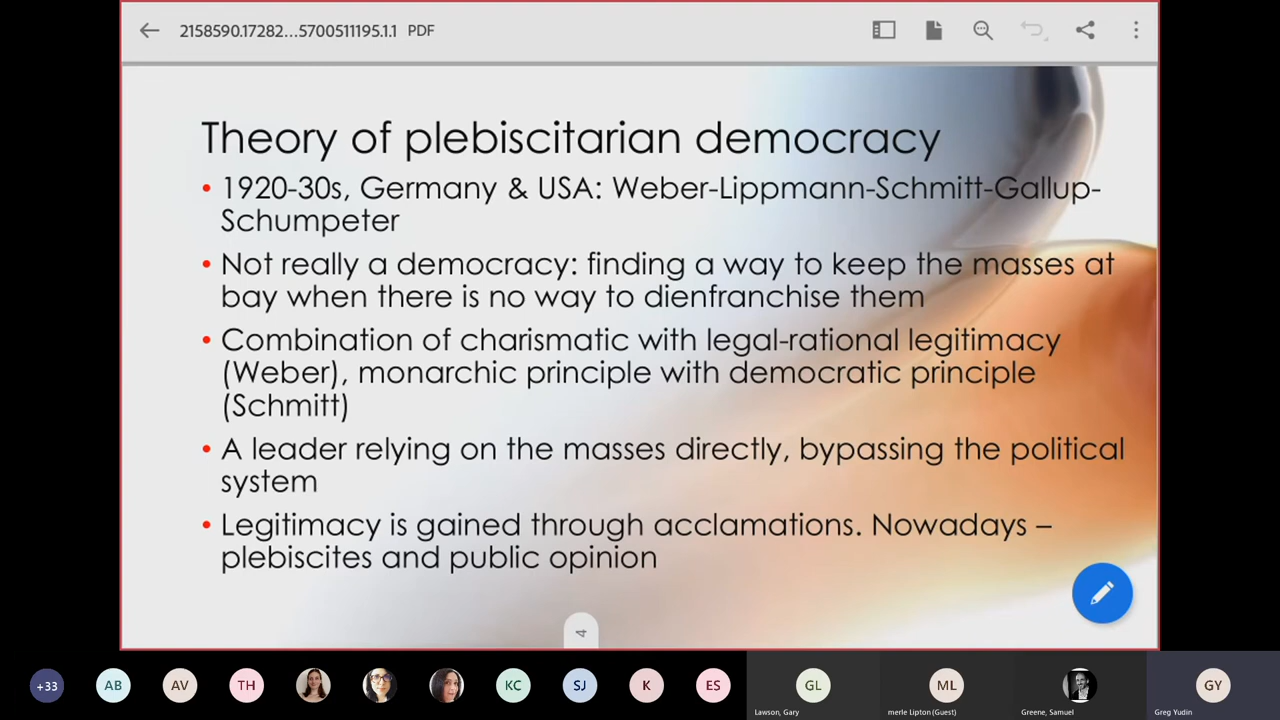 2158590.17282...5700511195.1.1 PDF
Theory of plebiscitarian democracy
• 1920-30s, Germany & USA: Weber-Lippmann-Schmitt-Gallup-
Schumpeter
• Not really a democracy: finding a way to keep the masses at
bay when there is no way to dienfranchise them
• Combination of charismatic with legal-rational legitimacy
(Weber), monarchic principle with democratic principle
(Schmitt)
• A leader relying on the masses directly, bypassing the political
system
• Legitimacy is gained through acclamations. Nowadays –
plebiscites and public opinion
4
+33 AB AV TH KC SJ K ES GL ML GY
Lawson, Gary merle Lipton (Guest) Greene, Samuel Greg Yudin